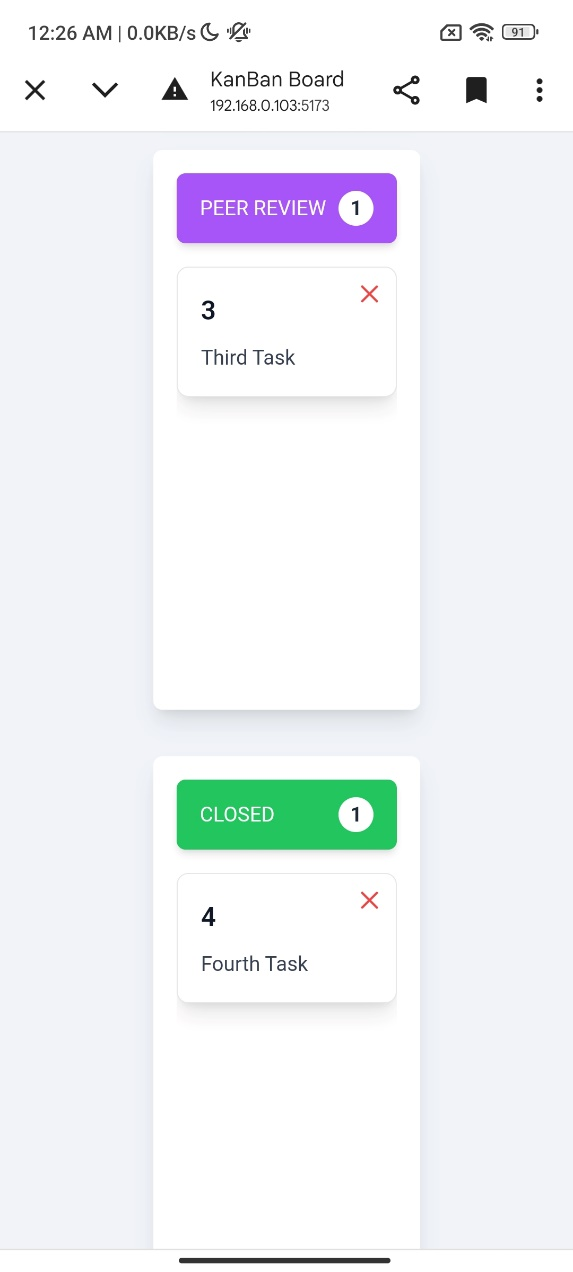 12:26 AM | 0.0KB/s
91
KanBan Board
192.168.0.103:5173
PEER REVIEW 1
3
Third Task
CLOSED 1
4
Fourth Task